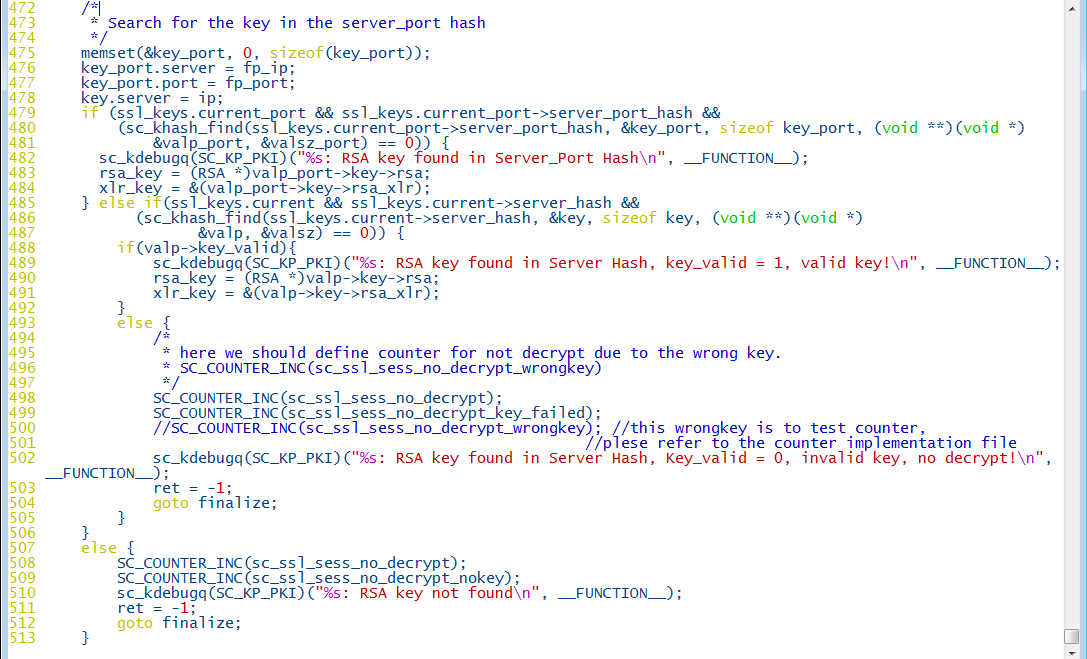 472     /*
473      * Search for the key in the server_port hash
474      */
475     memset(&key_port, 0, sizeof(key_port));
476     key_port.server = fp_ip;
477     key_port.port = fp_port;
478     key.server = ip;
479     if (ssl_keys.current_port && ssl_keys.current_port->server_port_hash &&
480         (sc_khash_find(ssl_keys.current_port->server_port_hash, &key_port, sizeof key_port, (void **)(void *)
481             &valp_port, &valsz_port) == 0)) {
482       sc_kdebugq(SC_KP_PKI)("%s: RSA key found in Server_Port Hash\n", __FUNCTION__);
483       rsa_key = (RSA *)valp_port->key->rsa;
484       xlr_key = &(valp_port->key->rsa_xlr);
485     } else if(ssl_keys.current && ssl_keys.current->server_hash &&
486           (sc_khash_find(ssl_keys.current->server_hash, &key, sizeof key, (void **)(void *)
487                  &valp, &valsz) == 0)) {
488         if(valp->key_valid){
489             sc_kdebugq(SC_KP_PKI)("%s: RSA key found in Server Hash, key_valid = 1, valid key!\n", __FUNCTION__);
490             rsa_key = (RSA *)valp->key->rsa;
491             xlr_key = &(valp->key->rsa_xlr);
492         }
493         else {
494             /*
495              * here we should define counter for not decrypt due to the wrong key.
496              * SC_COUNTER_INC(sc_ssl_sess_no_decrypt_wrongkey)
497              */
498             SC_COUNTER_INC(sc_ssl_sess_no_decrypt);
499             SC_COUNTER_INC(sc_ssl_sess_no_decrypt_key_failed);
500             //SC_COUNTER_INC(sc_ssl_sess_no_decrypt_wrongkey); //this wrongkey is to test counter,
501                                                             //plese refer to the counter implementation file
502             sc_kdebugq(SC_KP_PKI)("%s: RSA key found in Server Hash, Key_valid = 0, invalid key, no decrypt!\n",
__FUNCTION__);
503             ret = -1;
504             goto finalize;
505         }
506     }
507     else {
508         SC_COUNTER_INC(sc_ssl_sess_no_decrypt);
509         SC_COUNTER_INC(sc_ssl_sess_no_decrypt_nokey);
510         sc_kdebugq(SC_KP_PKI)("%s: RSA key not found\n", __FUNCTION__);
511         ret = -1;
512         goto finalize;
513     }